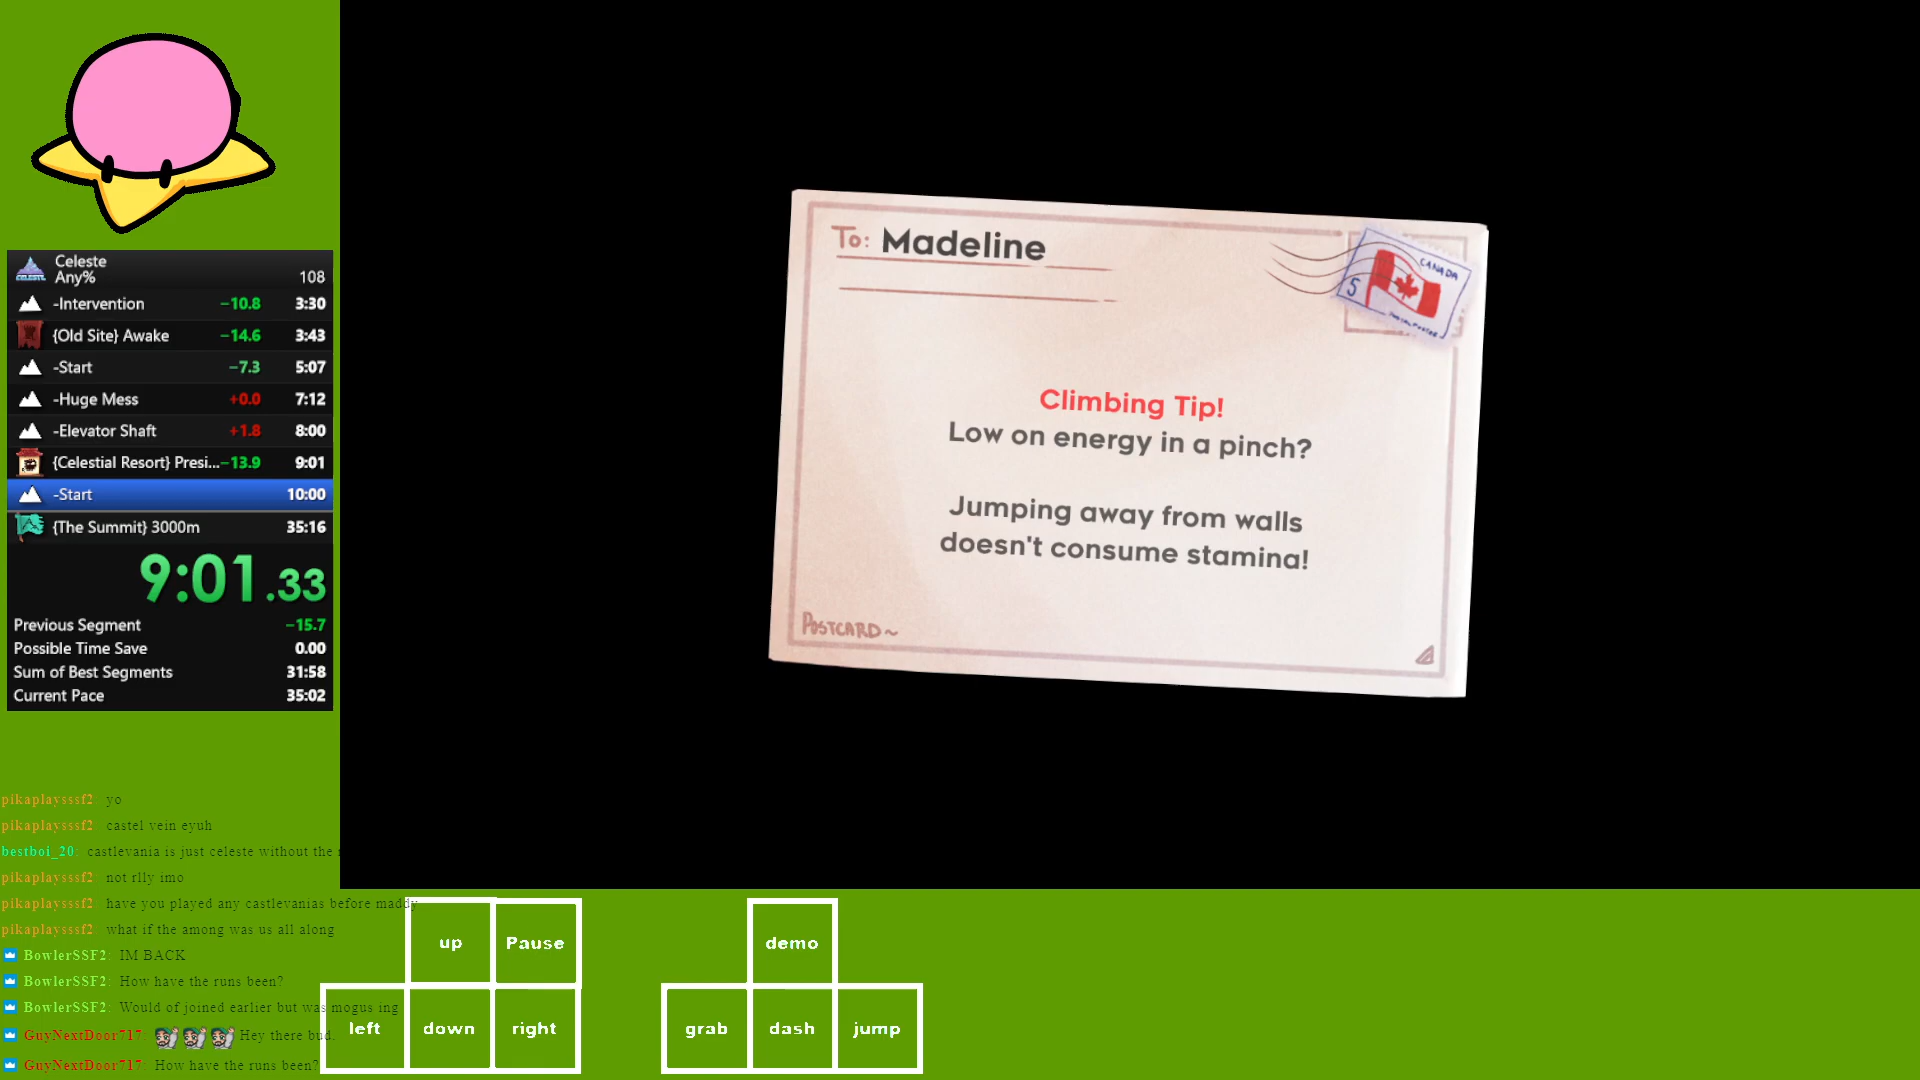 Celeste
Any% 108
-Intervention −10.8 3:30
{Old Site} Awake −14.6 3:43
-Start −7.3 5:07
-Huge Mess +0.0 7:12
-Elevator Shaft +1.8 8:00
{Celestial Resort} Presi... −13.9 9:01
-Start 10:00
{The Summit} 3000m 35:16
9:01.33
Previous Segment −15.7
Possible Time Save 0.00
Sum of Best Segments 31:58
Current Pace 35:02
pikaplaysssf2: yo
pikaplaysssf2: castel vein eyuh
bestboi_20: castlevania is just celeste without the
pikaplaysssf2: not rlly imo
pikaplaysssf2: have you played any castlevanias before maddy
pikaplaysssf2: what if the among was us all along
BowlerSSF2: IM BACK
BowlerSSF2: How have the runs been?
BowlerSSF2: Would of joined earlier but was mogus ing
GuyNextDoor717: Hey there bud.
GuyNextDoor717: How have the runs been?
To: Madeline
CANADA
5
Climbing Tip!
Low on energy in a pinch?
Jumping away from walls
doesn't consume stamina!
POSTCARD~
up Pause
left down right
demo
grab dash jump